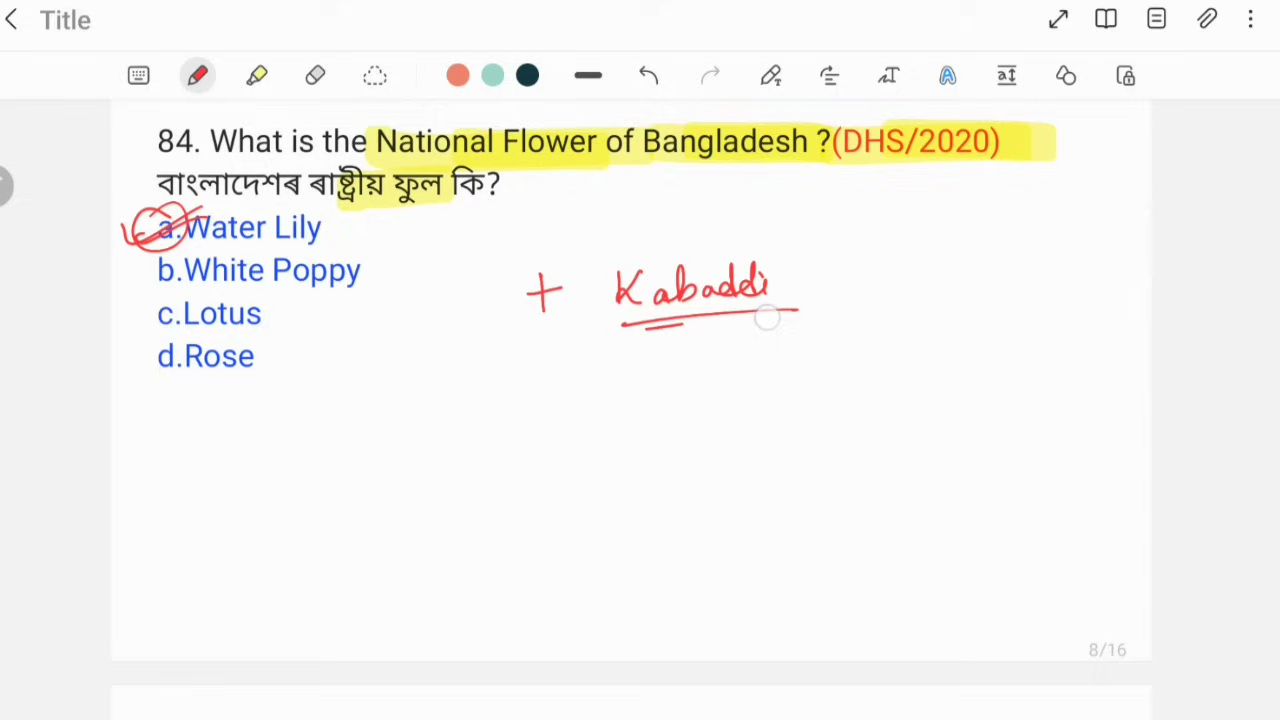 Title
84. What is the National Flower of Bangladesh ?(DHS/2020)
বাংলাদেশৰ ৰাষ্ট্ৰীয় ফুল কি?
a.Water Lily
b.White Poppy
+ Kabaddi
c.Lotus
d.Rose
8/16